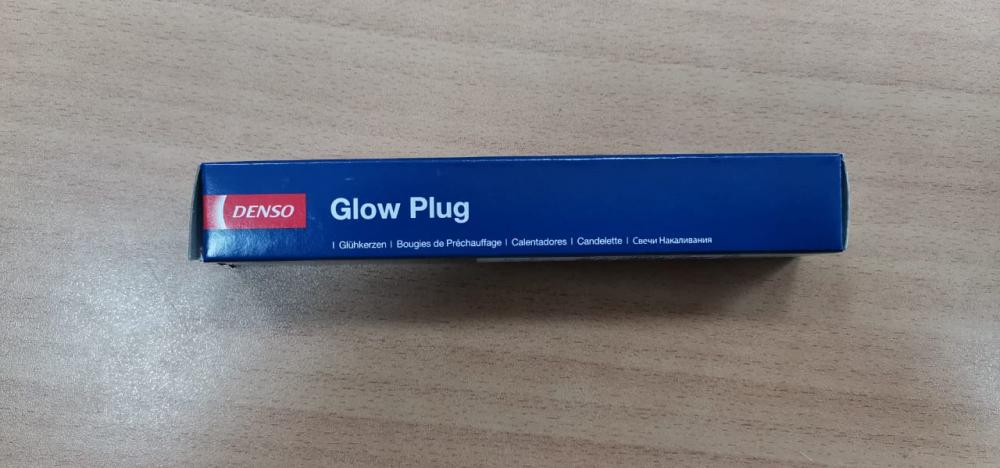 DENSO
Glow Plug
| Glühkerzen | Bougies de Préchauffage | Calentadores | Candelette | Свечи Накаливания